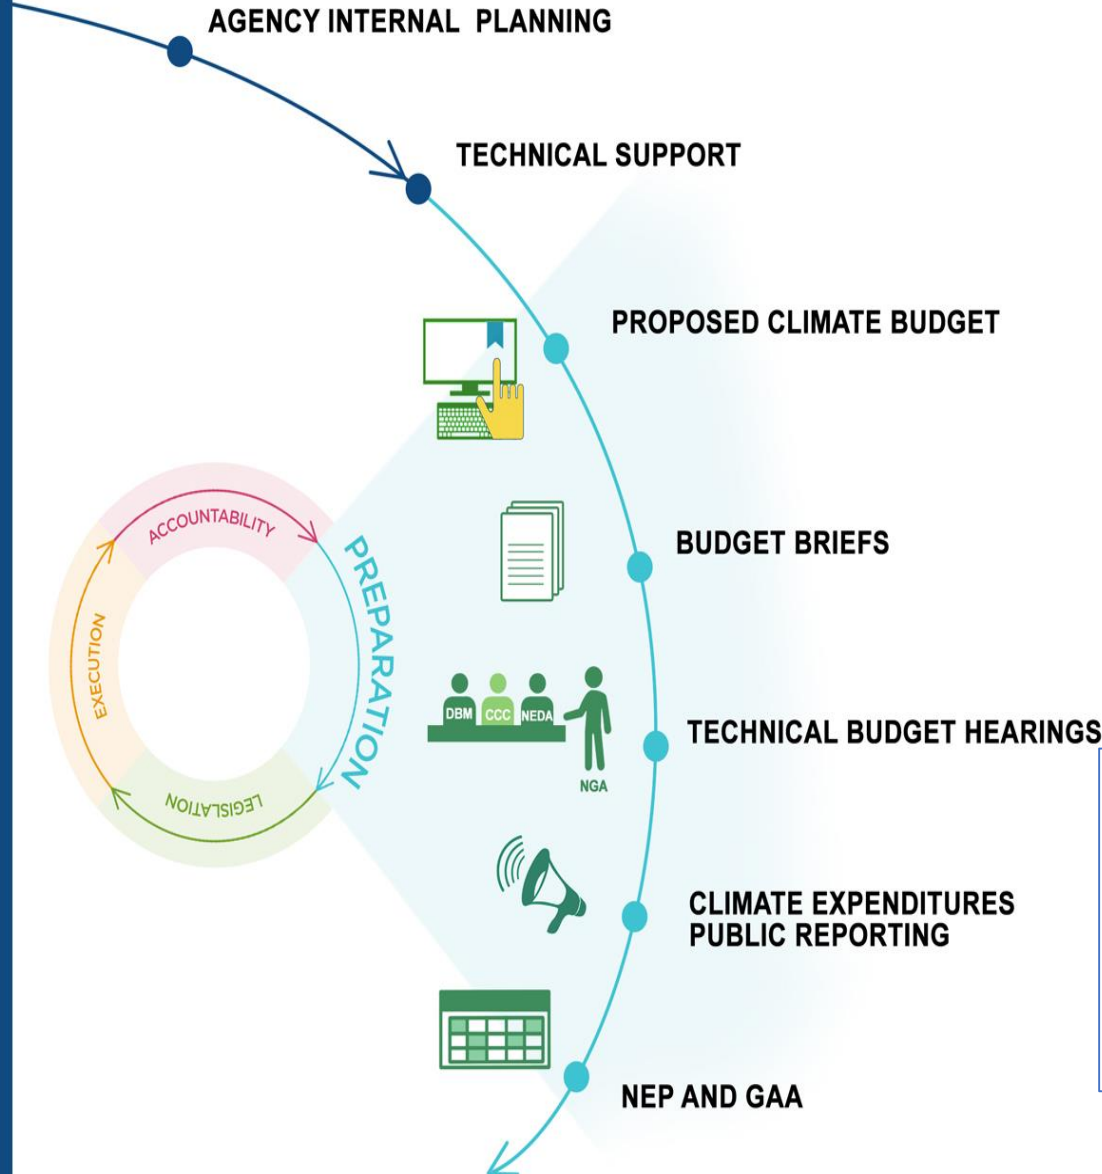 AGENCY INTERNAL PLANNING
TECHNICAL SUPPORT
PROPOSED CLIMATE BUDGET
BUDGET BRIEFS
ACCOUNTABILITY
PREPARATION
EXECUTION
LEGISLATION
DBM CCC NEDA
NGA
TECHNICAL BUDGET HEARINGS
CLIMATE EXPENDITURES
PUBLIC REPORTING
NEP AND GAA